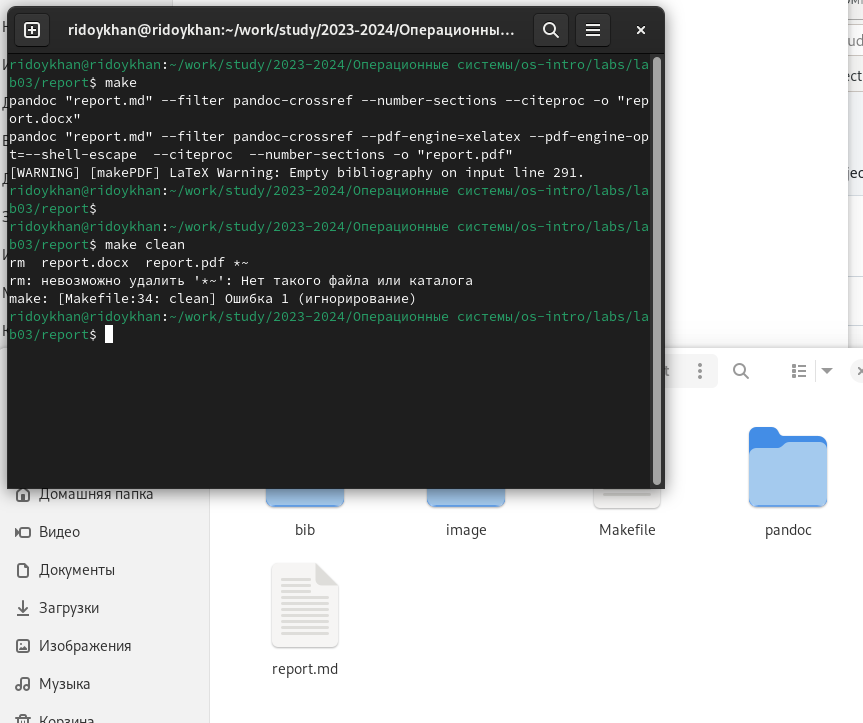 ridoykhan@ridoykhan:~/work/study/2023-2024/Операционны...
ridoykhan@ridoykhan:~/work/study/2023-2024/Операционные системы/os-intro/labs/la
b03/report$ make
pandoc "report.md" --filter pandoc-crossref --number-sections --citeproc -o "rep
ort.docx"
pandoc "report.md" --filter pandoc-crossref --pdf-engine=xelatex --pdf-engine-op
t=--shell-escape  --citeproc  --number-sections -o "report.pdf"
[WARNING] [makePDF] LaTeX Warning: Empty bibliography on input line 291.
ridoykhan@ridoykhan:~/work/study/2023-2024/Операционные системы/os-intro/labs/la
b03/report$
ridoykhan@ridoykhan:~/work/study/2023-2024/Операционные системы/os-intro/labs/la
b03/report$ make clean
rm  report.docx  report.pdf *~
rm: невозможно удалить '*~': Нет такого файла или каталога
make: [Makefile:34: clean] Ошибка 1 (игнорирование)
ridoykhan@ridoykhan:~/work/study/2023-2024/Операционные системы/os-intro/labs/la
b03/report$
Домашняя папка
Видео
Документы
Загрузки
Изображения
Музыка
Корзина
bib
image
Makefile
pandoc
report.md